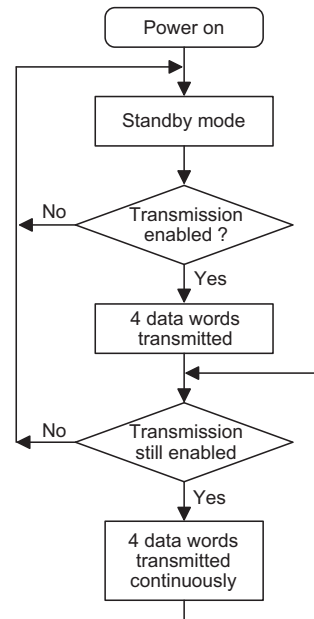 Power on
Standby mode
No
Transmission
enabled ?
Yes
4 data words
transmitted
No
Transmission
still enabled
Yes
4 data words
transmitted
continuously